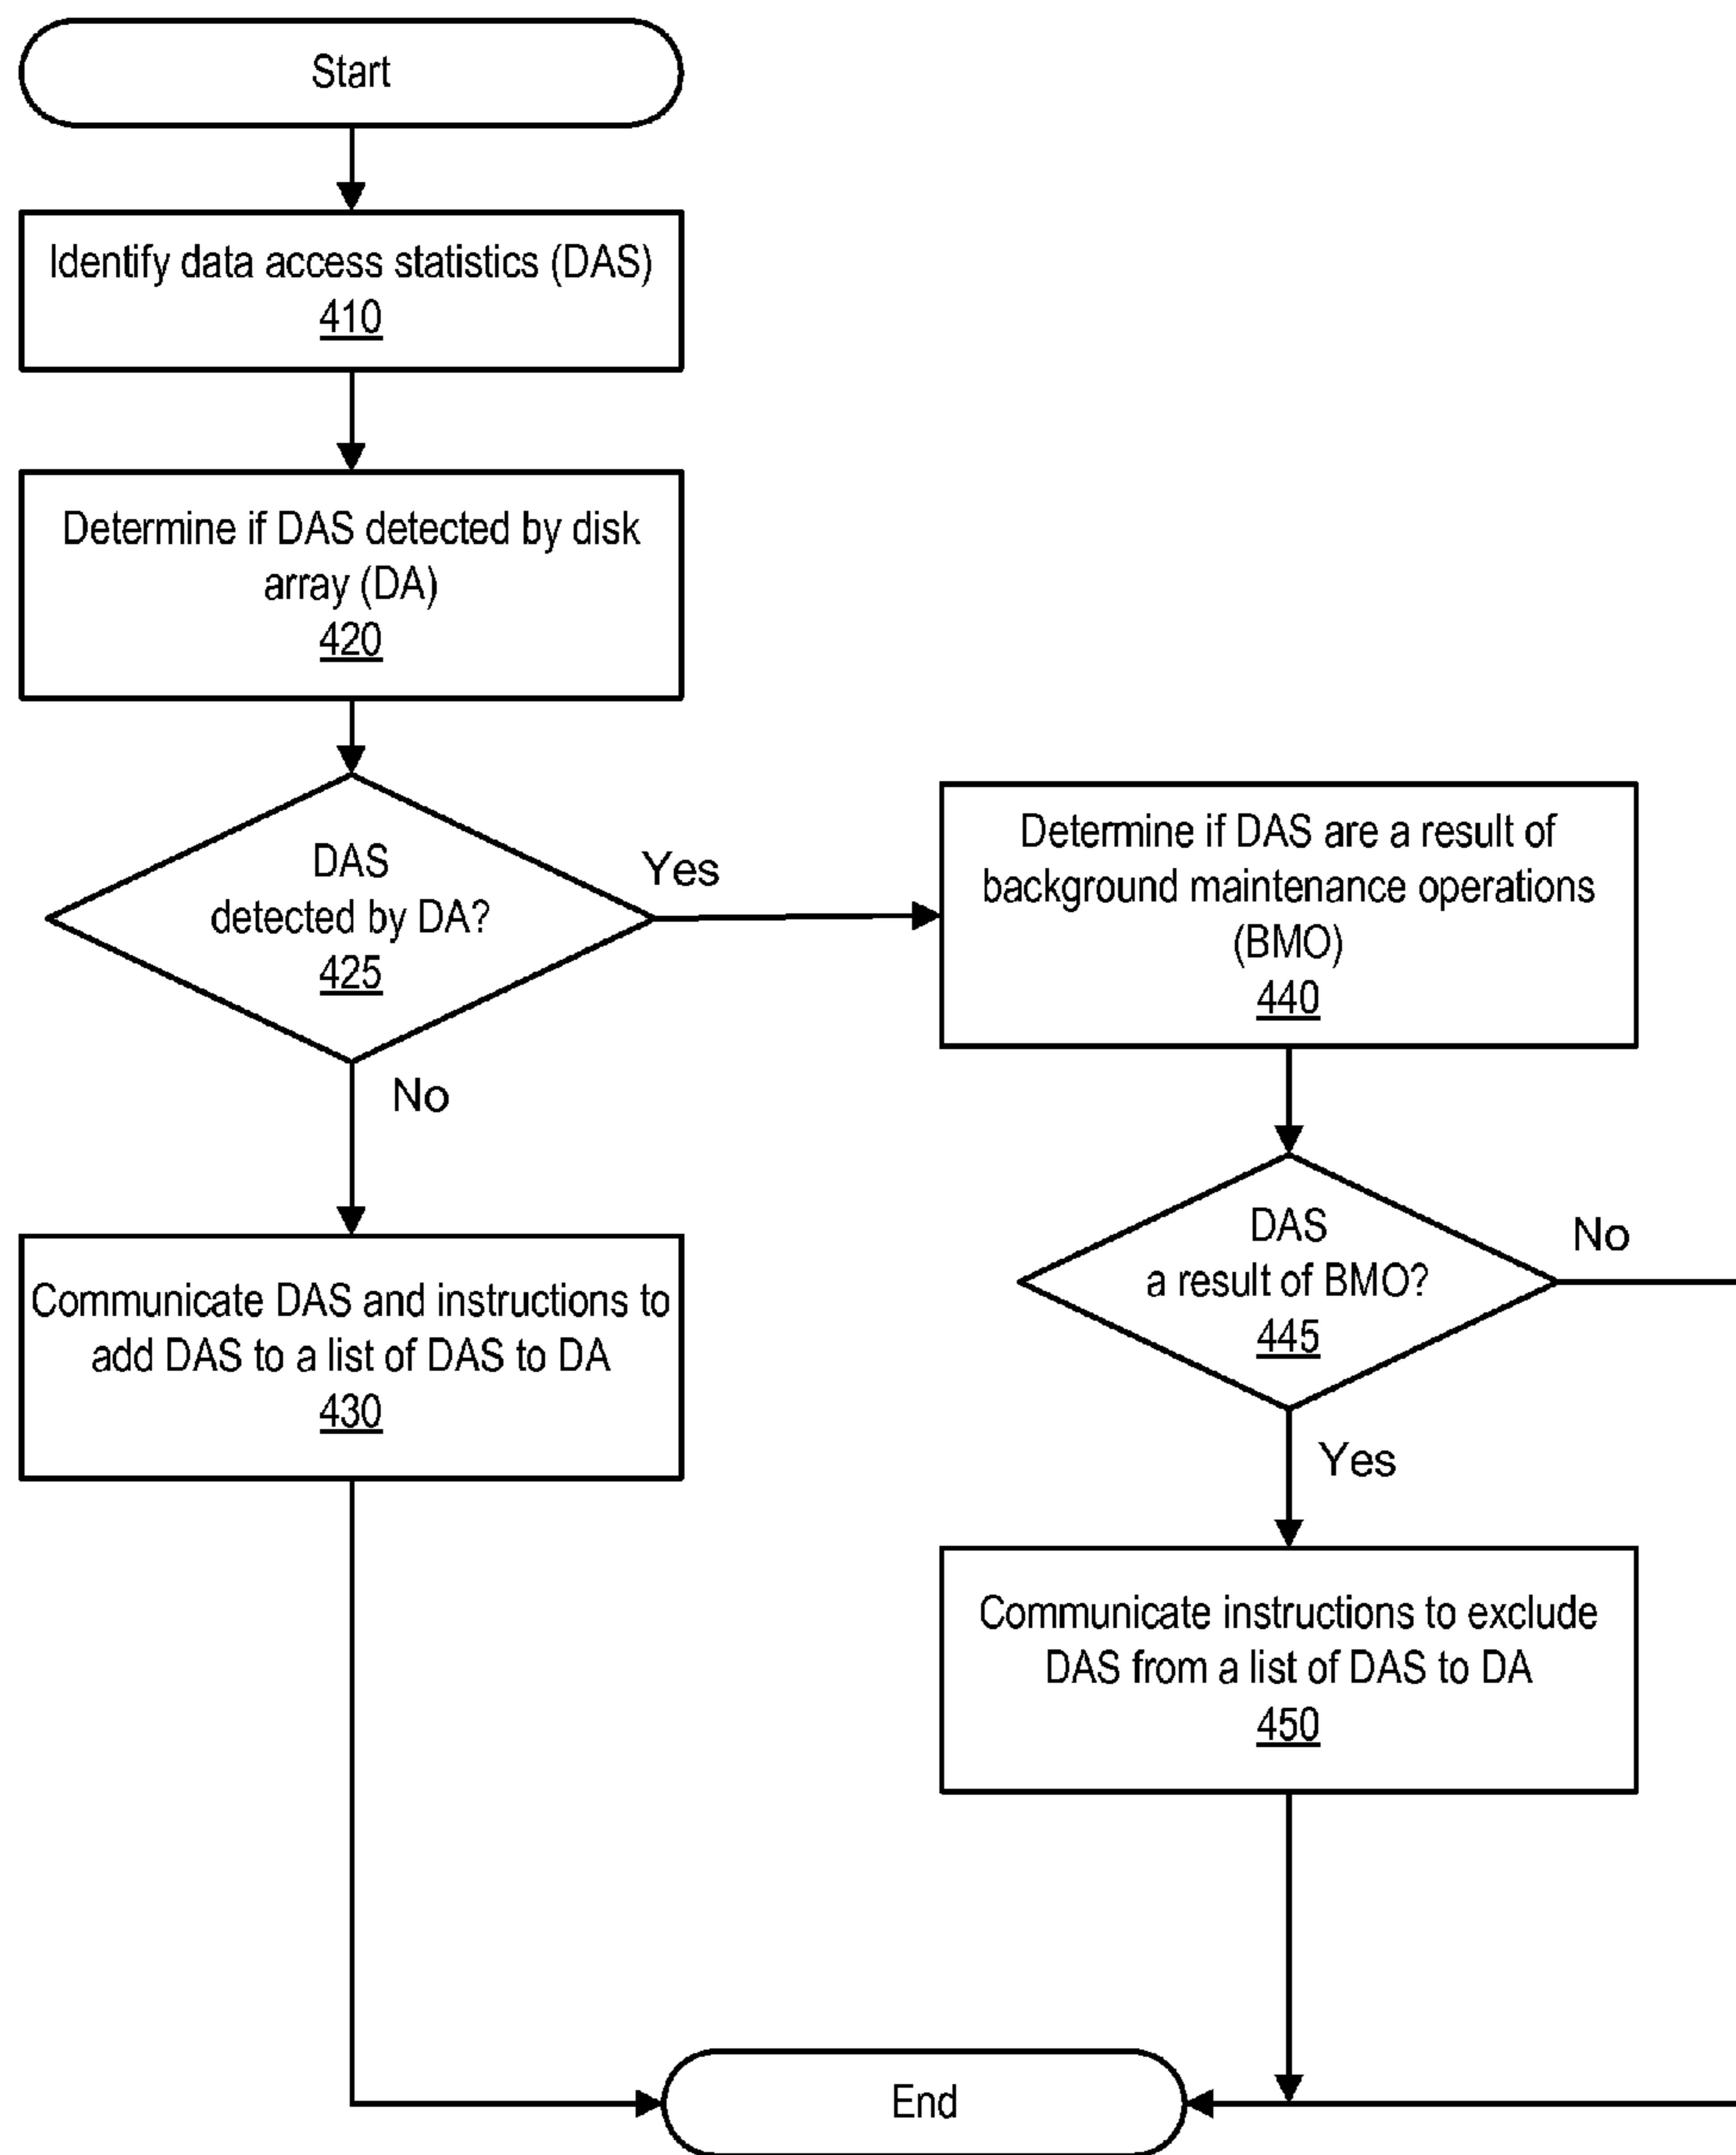 Start
Identify data access statistics (DAS)
410
Determine if DAS detected by disk
array (DA)
420
DAS
detected by DA?
425
Yes
No
Communicate DAS and instructions to
add DAS to a list of DAS to DA
430
Determine if DAS are a result of
background maintenance operations
(BMO)
440
DAS
a result of BMO?
445
No
Yes
Communicate instructions to exclude
DAS from a list of DAS to DA
450
End